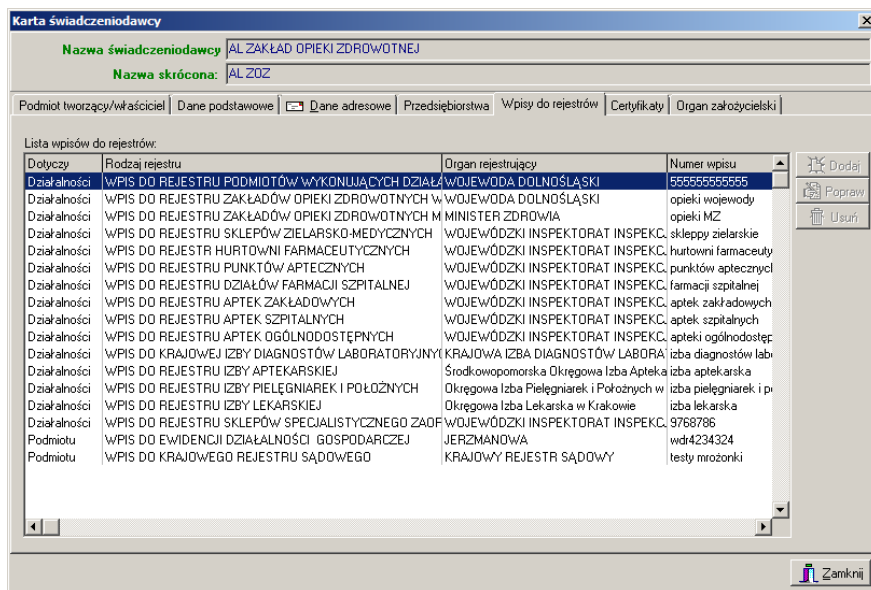 Karta świadczeniodawcy
Nazwa świadczeniodawcy AL ZAKŁAD OPIEKI ZDROWOTNEJ
Nazwa skrócona: AL ZOZ
Podmiot tworzący/właściciel Dane podstawowe Dane adresowe Przedsiębiorstwa Wpisy do rejestrów Certyfikaty Organ założycielski
Lista wpisów do rejestrów:
Dotyczy Rodzaj rejestru Organ rejestrujący Numer wpisu
Działalności WPIS DO REJESTRU PODMIOTÓW WYKONUJĄCYCH DZIAŁA WOJEWODA DOLNOŚLĄSKI 555555555555
Działalności WPIS DO REJESTRU ZAKŁADÓW OPIEKI ZDROWOTNYCH W WOJEWODA DOLNOŚLĄSKI opieki wojewody
Działalności WPIS DO REJESTRU ZAKŁADÓW OPIEKI ZDROWOTNYCH M MINISTER ZDROWIA opieki MZ
Działalności WPIS DO REJESTRU SKLEPÓW ZIELARSKO-MEDYCZNYCH WOJEWÓDZKI INSPEKTORAT INSPEKCJ skleppy zielarskie
Działalności WPIS DO REJESTR HURTOWNI FARMACEUTYCZNYCH WOJEWÓDZKI INSPEKTORAT INSPEKCJ hurtowni farmaceuty
Działalności WPIS DO REJESTRU PUNKTÓW APTECZNYCH WOJEWÓDZKI INSPEKTORAT INSPEKCJ punktów aptecznycl
Działalności WPIS DO REJESTRU DZIAŁÓW FARMACJI SZPITALNEJ WOJEWÓDZKI INSPEKTORAT INSPEKCJ farmacji szpitalnej
Działalności WPIS DO REJESTRU APTEK ZAKŁADOWYCH WOJEWÓDZKI INSPEKTORAT INSPEKCJ aptek zakładowych
Działalności WPIS DO REJESTRU APTEK SZPITALNYCH WOJEWÓDZKI INSPEKTORAT INSPEKCJ aptek szpitalnych
Działalności WPIS DO REJESTRU APTEK OGÓLNODOSTĘPNYCH WOJEWÓDZKI INSPEKTORAT INSPEKCJ apteki ogólnodostęp
Działalności WPIS DO KRAJOWEJ IZBY DIAGNOSTÓW LABORATORYJNY KRAJOWA IZBA DIAGNOSTÓW LABORA izba diagnostów lab
Działalności WPIS DO REJESTRU IZBY APTEKARSKIEJ Środkowopomorska Okręgowa Izba Apteka izba aptekarska
Działalności WPIS DO REJESTRU IZBY PIELĘGNIAREK I POŁOŻNYCH Okręgowa Izba Pielęgniarek i Położnych w izba pielęgniarek i p
Działalności WPIS DO REJESTRU IZBY LEKARSKIEJ Okręgowa Izba Lekarska w Krakowie izba lekarska
Działalności WPIS DO REJESTRU SKLEPÓW SPECJALISTYCZNEGO ZAOF WOJEWÓDZKI INSPEKTORAT INSPEKCJ 9768786
Podmiotu WPIS DO EWIDENCJI DZIAŁALNOŚCI GOSPODARCZEJ JERZMANOWA wdr4234324
Podmiotu WPIS DO KRAJOWEGO REJESTRU SĄDOWEGO KRAJOWY REJESTR SĄDOWY testy mrożonki
Dodaj
Popraw
Usuń
Zamknij